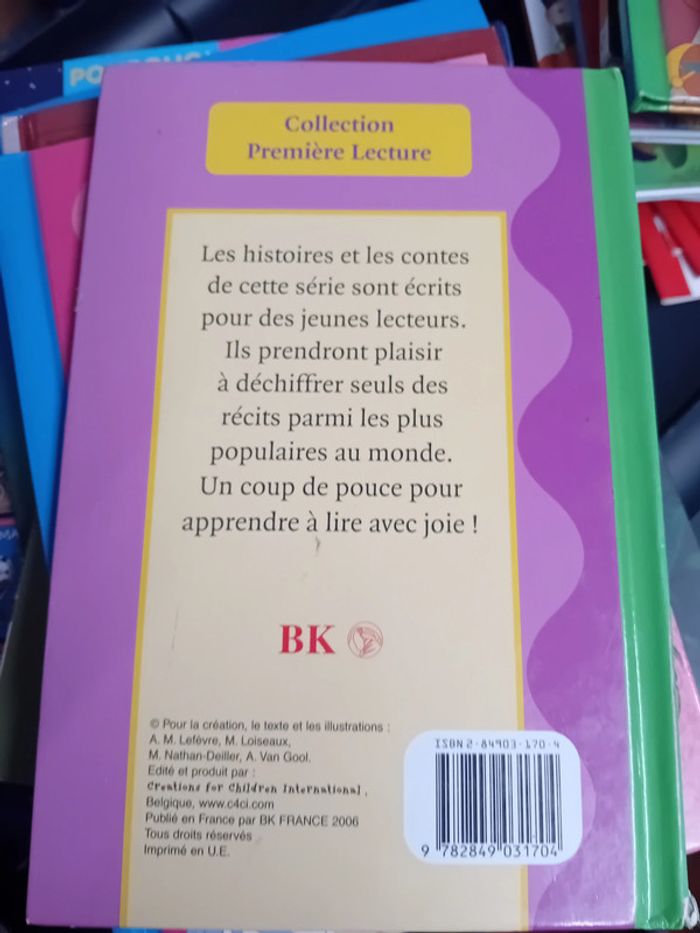 Collection
Première Lecture
Les histoires et les contes
de cette série sont écrits
pour des jeunes lecteurs.
Ils prendront plaisir
à déchiffrer seuls des
récits parmi les plus
populaires au monde.
Un coup de pouce pour
apprendre à lire avec joie !
BK
© Pour la création, le texte et les illustrations :
A. M. Lefèvre, M. Loiseaux,
M. Nathan-Deiller, A. Van Gool.
Edité et produit par :
Creations for Children International,
Belgique, www.c4ci.com
Publié en France par BK FRANCE 2006
Tous droits réservés
Imprimé en U.E.
ISBN 2-84903-170-4
9 782849 031704